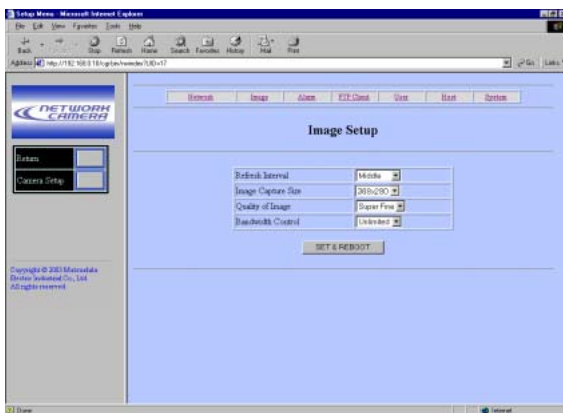 Setup Menu - Microsoft Internet Explorer
File Edit View Favorites Tools Help
Back Stop Refresh Home Search Favorites History Mail Print
Address Go Links
NETWORK
CAMERA
Return
Camera Setup
Network Image Alarm FTP Client User Host System
Image Setup
Refresh Interval Middle
Image Capture Size
Quality of Image Super Fine
Bandwidth Control Unlimited
SET & REBOOT
Copyright © 2003 Matsushita
Electric Industrial Co., Ltd.
All rights reserved
Done Internet